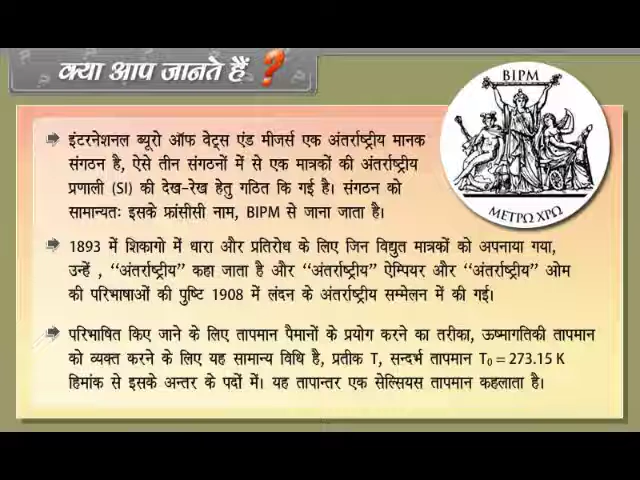 क्या आप जानते हैं ?
BIPM
ΜΕΤΡΩ ΧΡΩ
इंटरनेशनल ब्यूरो ऑफ वेट्स एंड मीजर्स एक अंतर्राष्ट्रीय मानक
संगठन है, ऐसे तीन संगठनों में से एक मात्रकों की अंतर्राष्ट्रीय
प्रणाली (SI) की देख-रेख हेतु गठित कि गई है। संगठन को
सामान्यतः इसके फ्रांसीसी नाम, BIPM से जाना जाता है।
1893 में शिकागो में धारा और प्रतिरोध के लिए जिन विद्युत मात्रकों को अपनाया गया,
उन्हें , ‘‘अंतर्राष्ट्रीय’’ कहा जाता है और ‘‘अंतर्राष्ट्रीय’’ ऐम्पियर और ‘‘अंतर्राष्ट्रीय’’ ओम
की परिभाषाओं की पुष्टि 1908 में लंदन के अंतर्राष्ट्रीय सम्मेलन में की गई।
परिभाषित किए जाने के लिए तापमान पैमानों के प्रयोग करने का तरीका, ऊष्मागतिकी तापमान
को व्यक्त करने के लिए यह सामान्य विधि है, प्रतीक T, सन्दर्भ तापमान T₀ = 273.15 K
हिमांक से इसके अन्तर के पदों में। यह तापान्तर एक सेल्सियस तापमान कहलाता है।